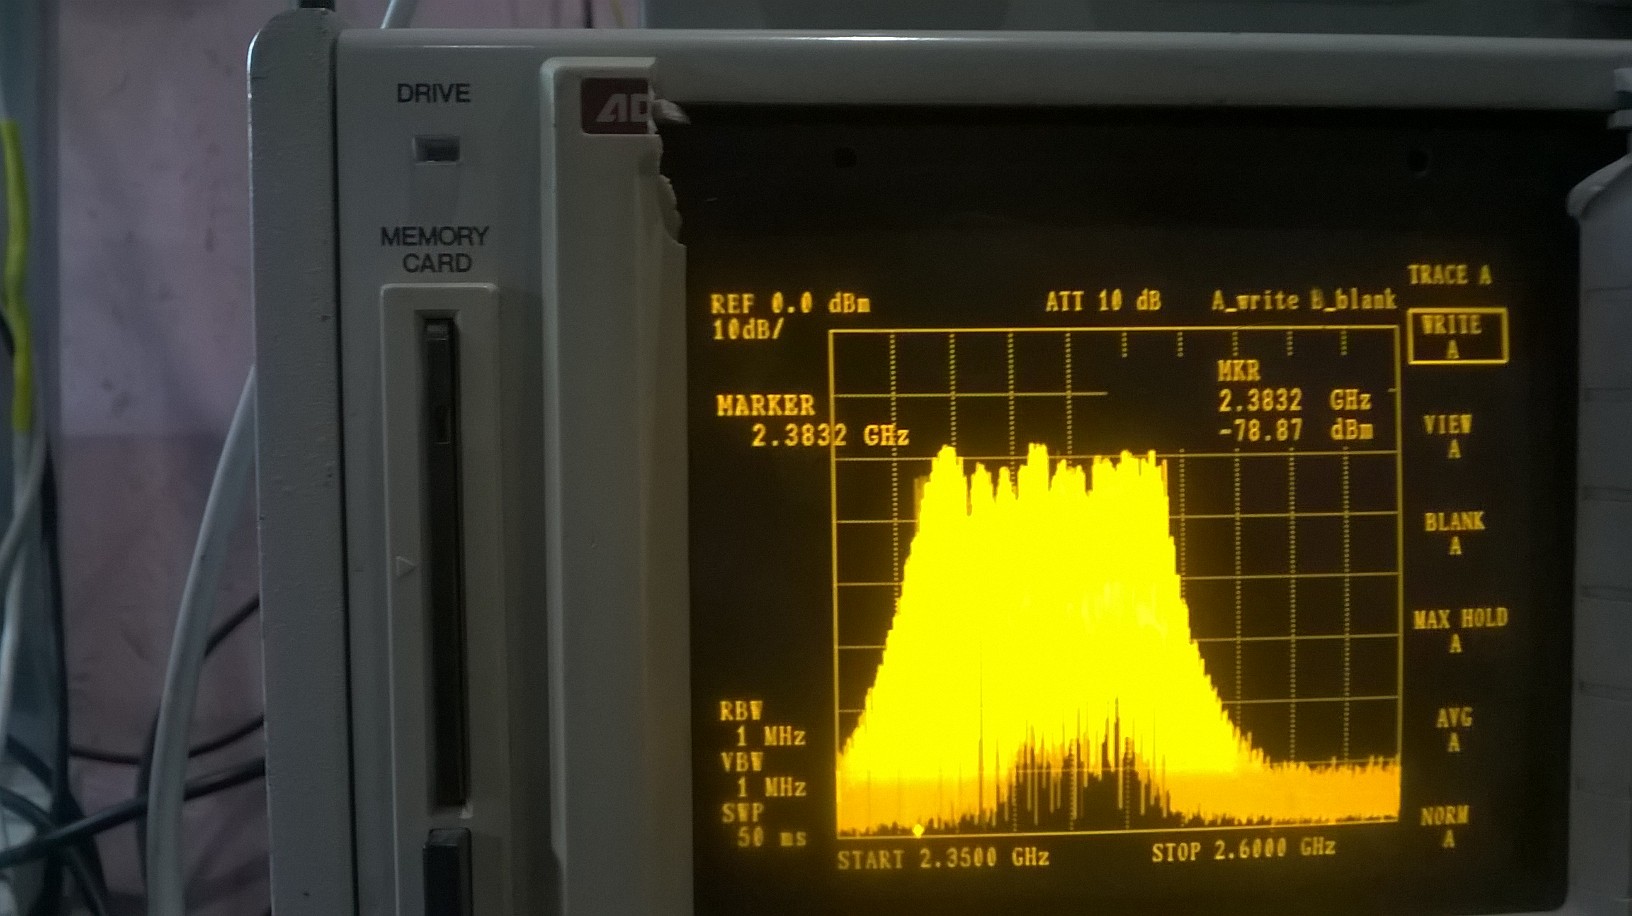 DRIVE
MEMORY
CARD
AD
REF 0.0 dBm
10dB/
ATT 10 dB
A_write B_blank
TRACE A
WRITE
A
MKR
2.3832 GHz
-78.87 dBm
MARKER
2.3832 GHz
VIEW
A
BLANK
A
MAX HOLD
A
RBW
1 MHz
VBW
1 MHz
SWP
50 ms
AVG
A
NORM
A
START 2.3500 GHz
STOP 2.6000 GHz